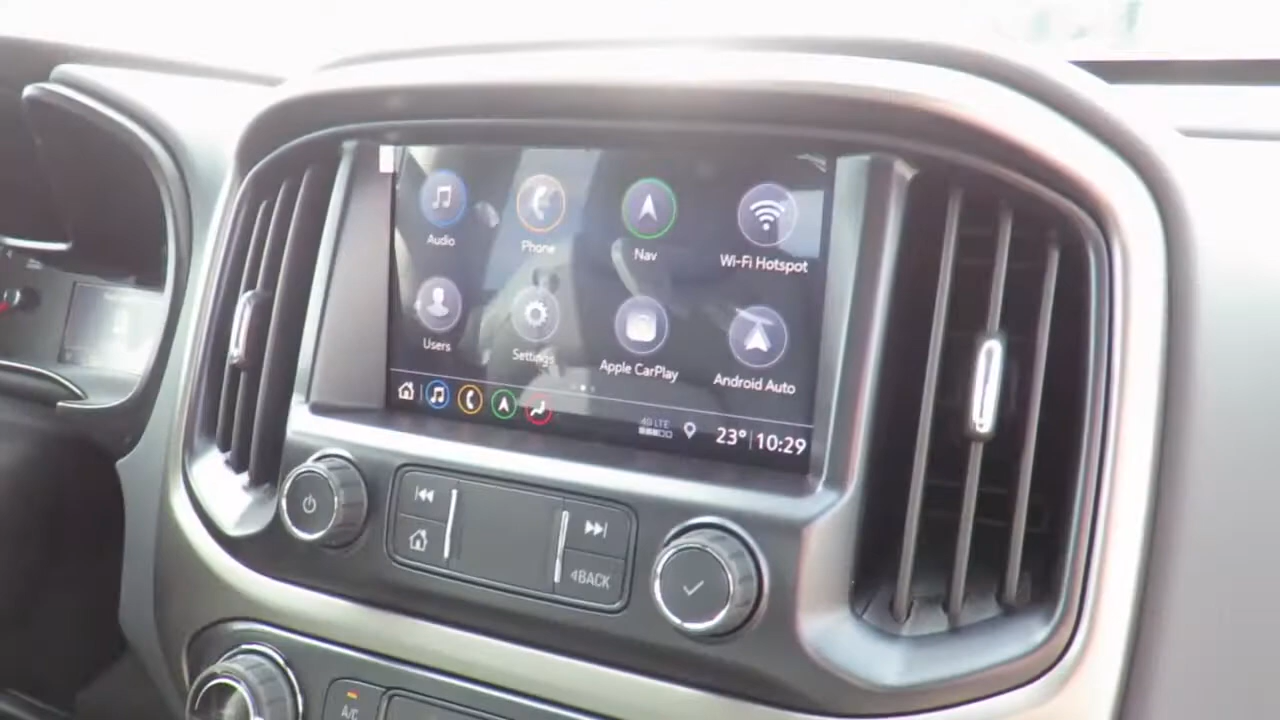 Audio
Phone
Nav
Wi-Fi Hotspot
Users
Settings
Apple CarPlay
Android Auto
4G LTE
23° 10:29
BACK
A/C